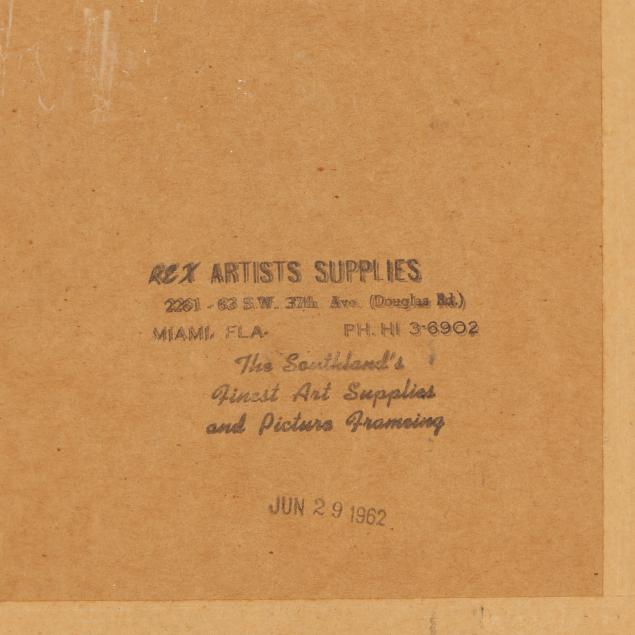 REX ARTISTS SUPPLIES
2261 - 63 S.W. 37th Ave. (Douglas Rd.)
MIAMI, FLA. PH. HI 3-6902
The Southland's
Finest Art Supplies
and Picture Frameing
JUN 29 1962